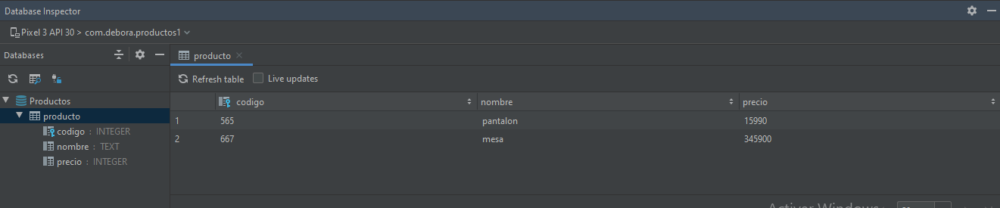 Database Inspector
Pixel 3 API 30 > com.debora.productos1
Databases
producto
Refresh table
Live updates
Productos
producto
codigo : INTEGER
nombre : TEXT
precio : INTEGER
codigo nombre precio
1 565 pantalon 15990
2 667 mesa 345900
Activar Windows